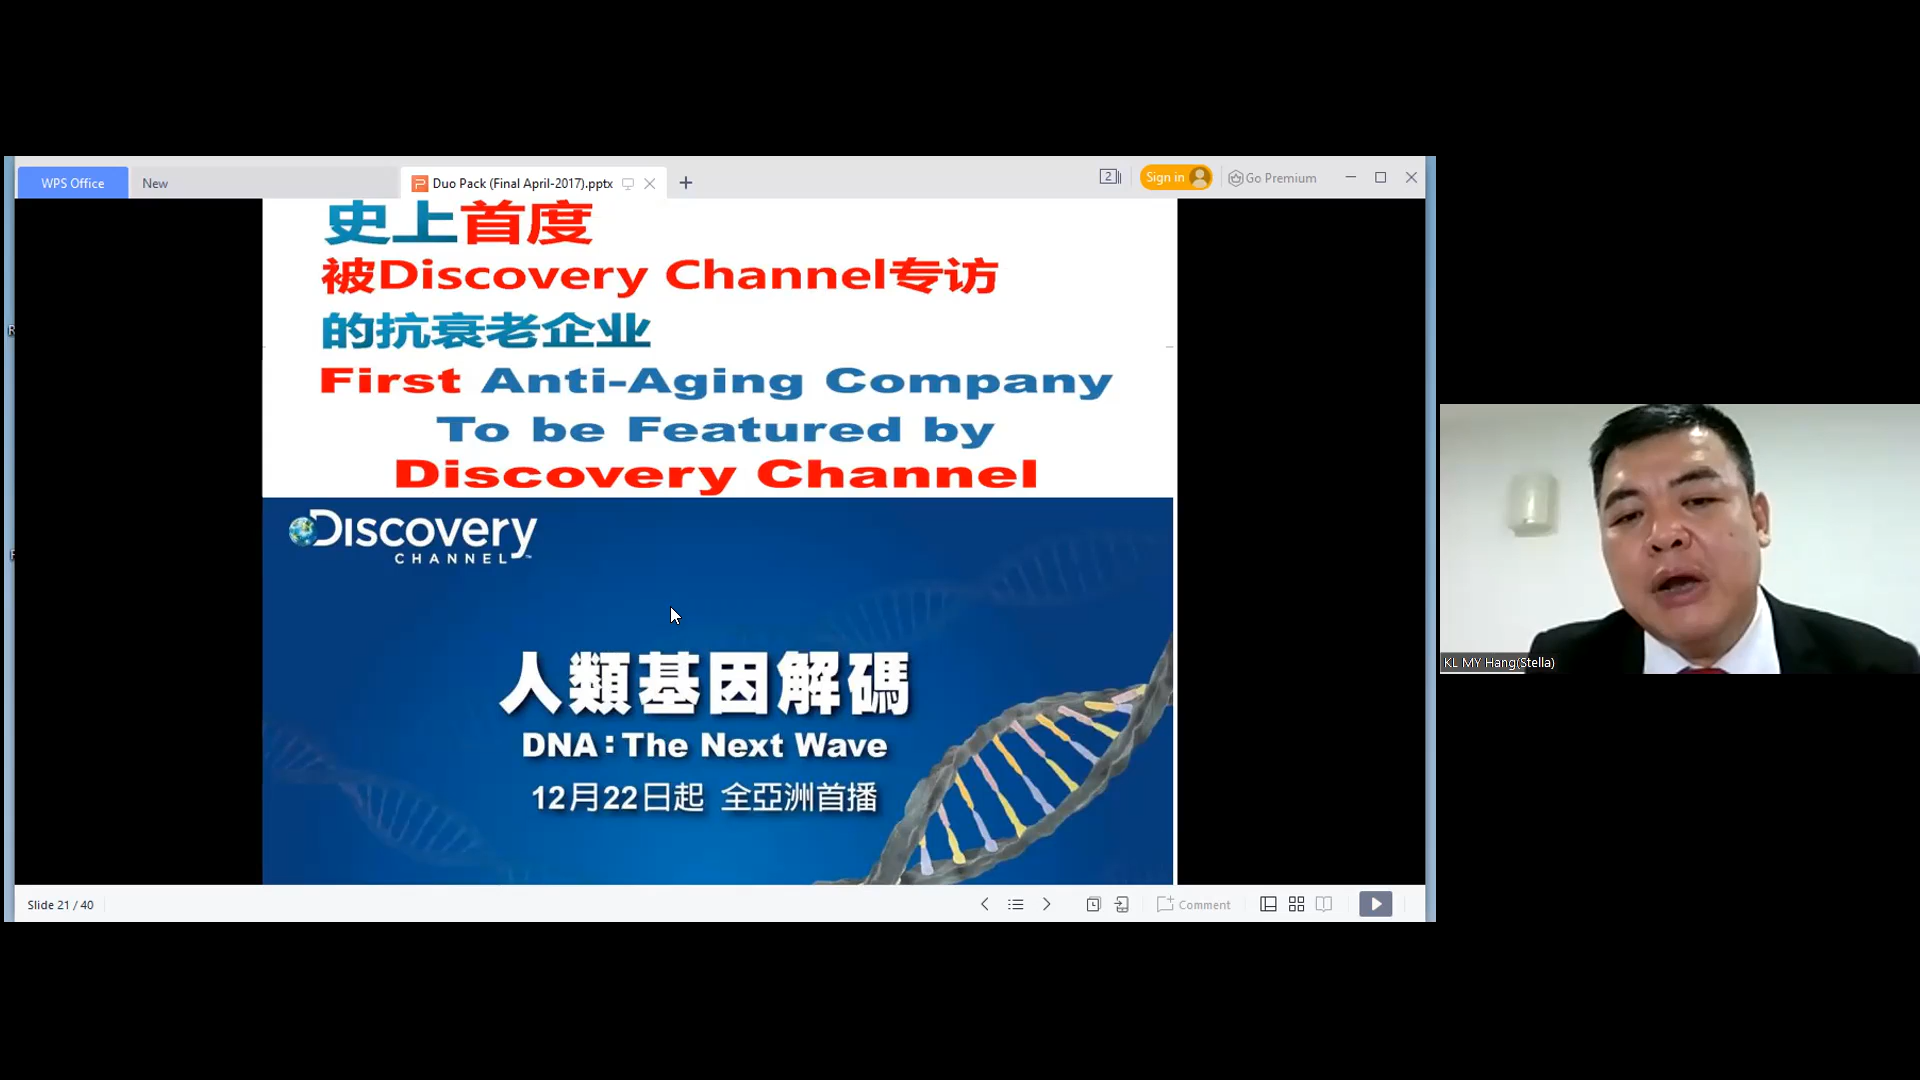 WPS Office
New
Duo Pack (Final April-2017).pptx
2
Sign in
Go Premium
史上首度
被Discovery Channel专访
的抗衰老企业
First Anti-Aging Company
To be Featured by
Discovery Channel
Discovery
CHANNEL
人類基因解碼
DNA：The Next Wave
12月22日起 全亞洲首播
KL MY Hang(Stella)
Slide 21 / 40
Comment